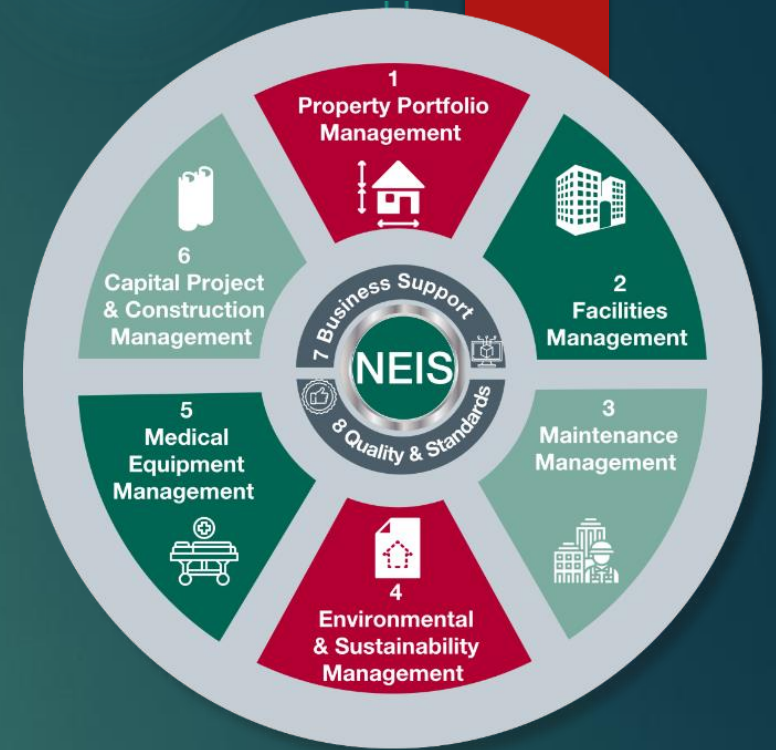 1
Property Portfolio
Management
2
Facilities
Management
3
Maintenance
Management
4
Environmental
& Sustainability
Management
5
Medical
Equipment
Management
6
Capital Project
& Construction
Management
7 Business Support
NEIS
8 Quality & Standards